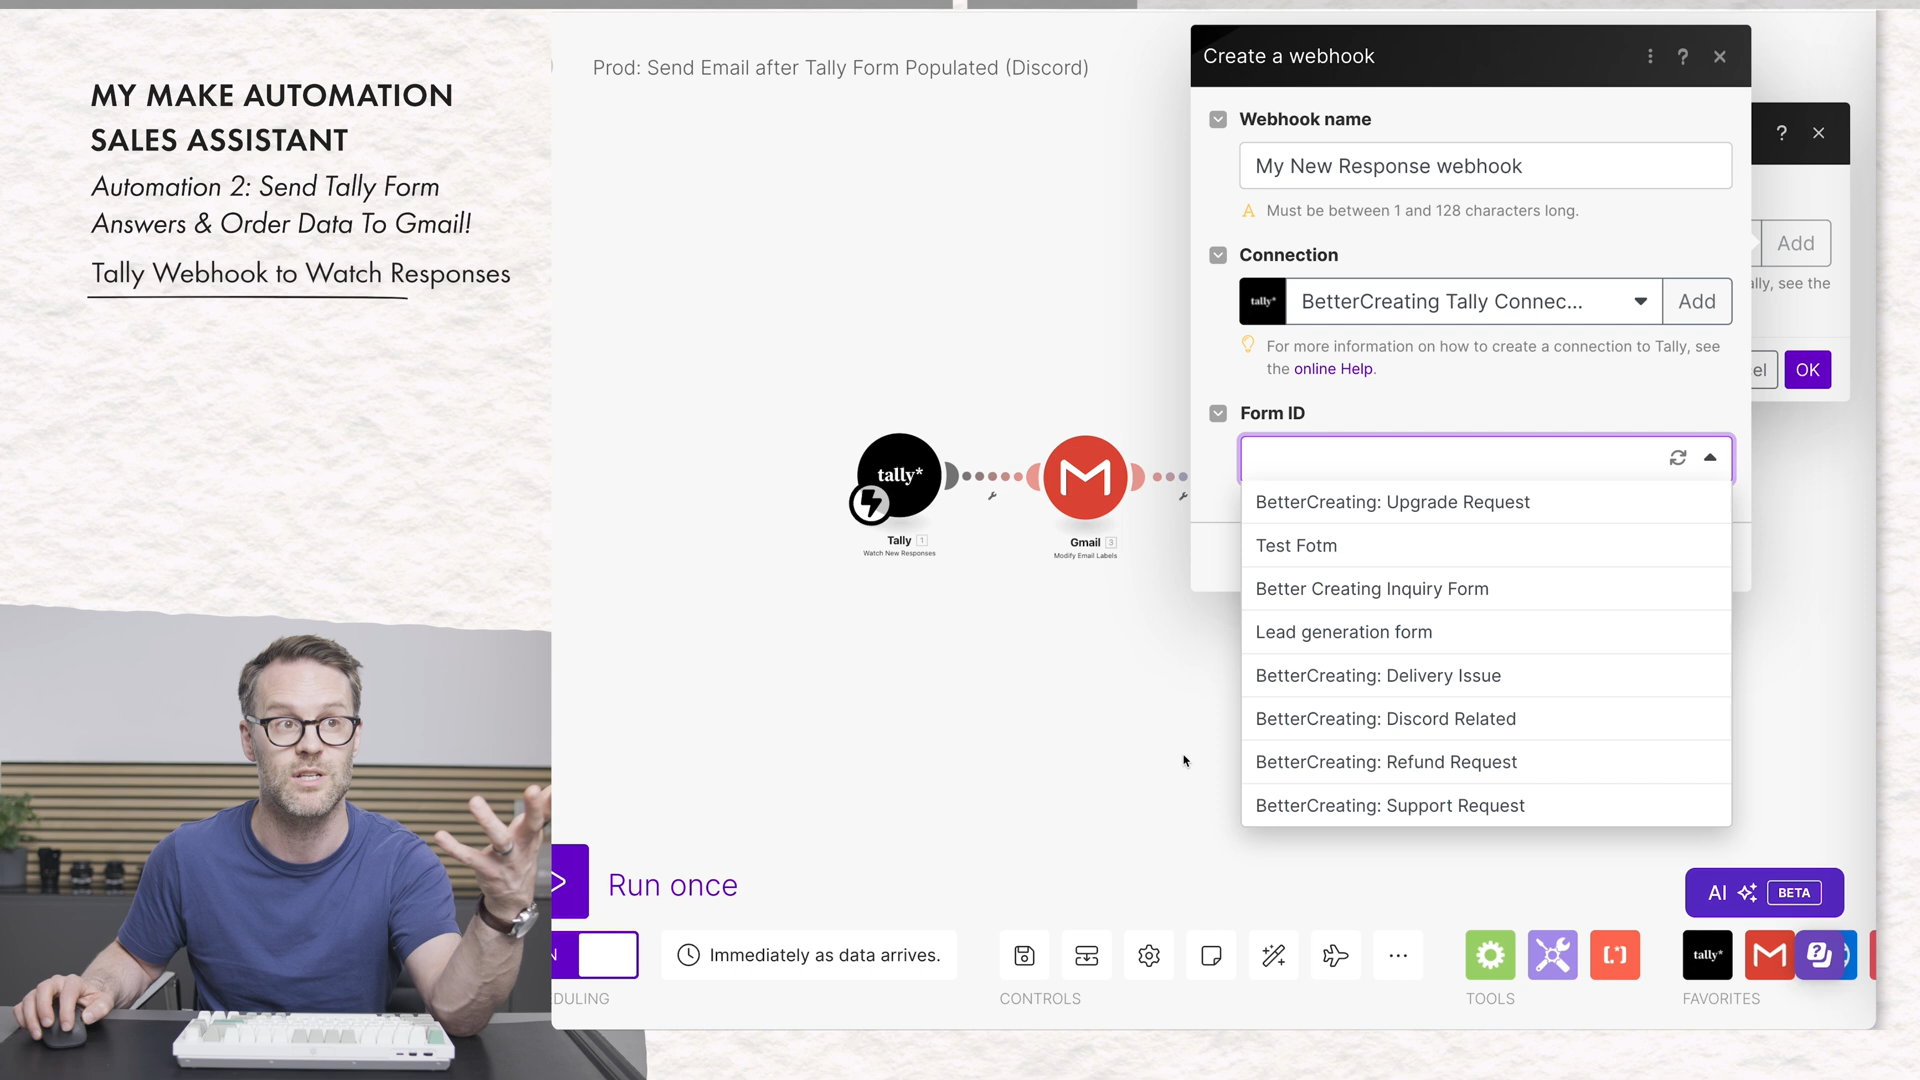 MY MAKE AUTOMATION
SALES ASSISTANT
Automation 2: Send Tally Form
Answers & Order Data To Gmail!
Tally Webhook to Watch Responses
Prod: Send Email after Tally Form Populated (Discord)
Create a webhook
?
Webhook name
My New Response webhook
Must be between 1 and 128 characters long.
Connection
tally*
BetterCreating Tally Connec...
Add
For more information on how to create a connection to Tally, see
the online Help.
Form ID
BetterCreating: Upgrade Request
Test Fotm
Better Creating Inquiry Form
Lead generation form
BetterCreating: Delivery Issue
BetterCreating: Discord Related
BetterCreating: Refund Request
BetterCreating: Support Request
?
Add
ally, see the
el
OK
tally*
Tally 1
Watch New Responses
Gmail 3
Modify Email Labels
Run once
N
Immediately as data arrives.
DULING
CONTROLS
TOOLS
AI BETA
tally*
FAVORITES